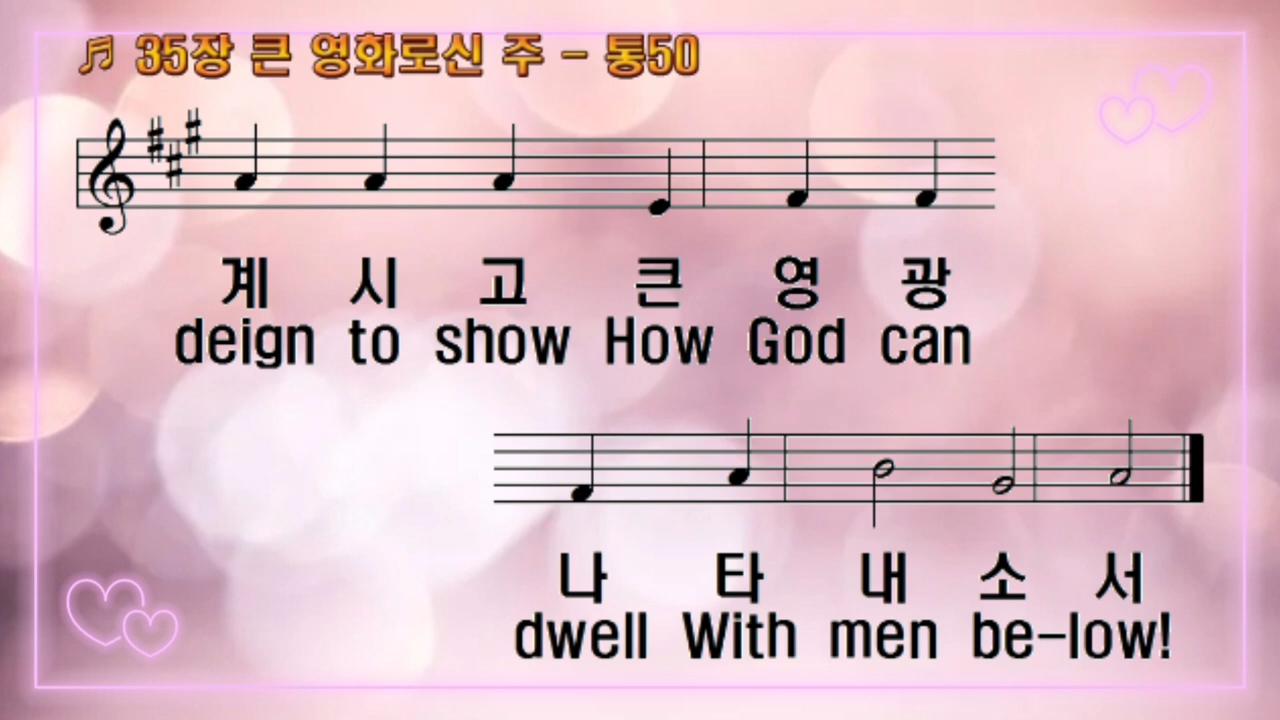 35장 큰 영화로신 주 - 통50
계 시 고 큰 영 광
deign to show How God can
나 타 내 소 서
dwell With men be-low!